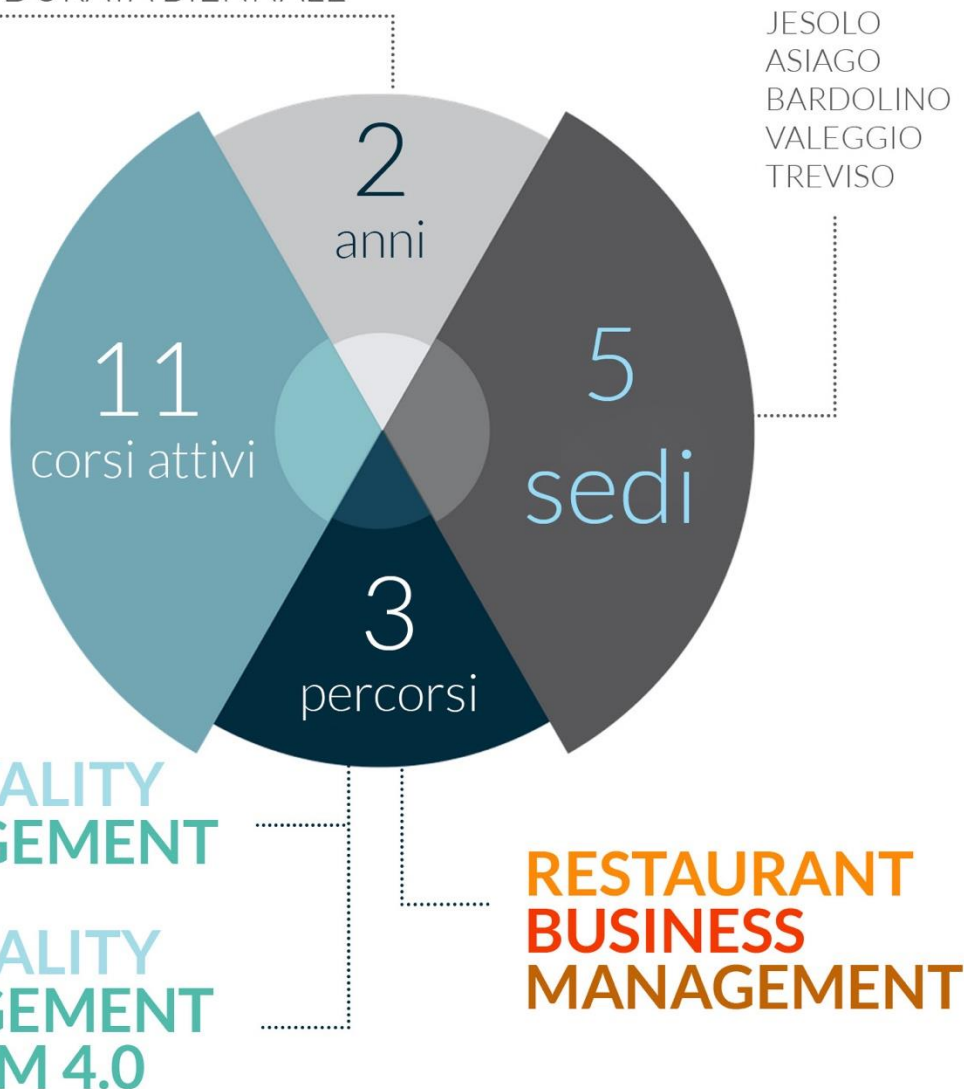 JESOLO
ASIAGO
BARDOLINO
VALEGGIO
TREVISO
2
anni
11
corsi attivi
5
sedi
3
percorsi
ALITY
GEMENT
ALITY
GEMENT
M 4.0
RESTAURANT
BUSINESS
MANAGEMENT